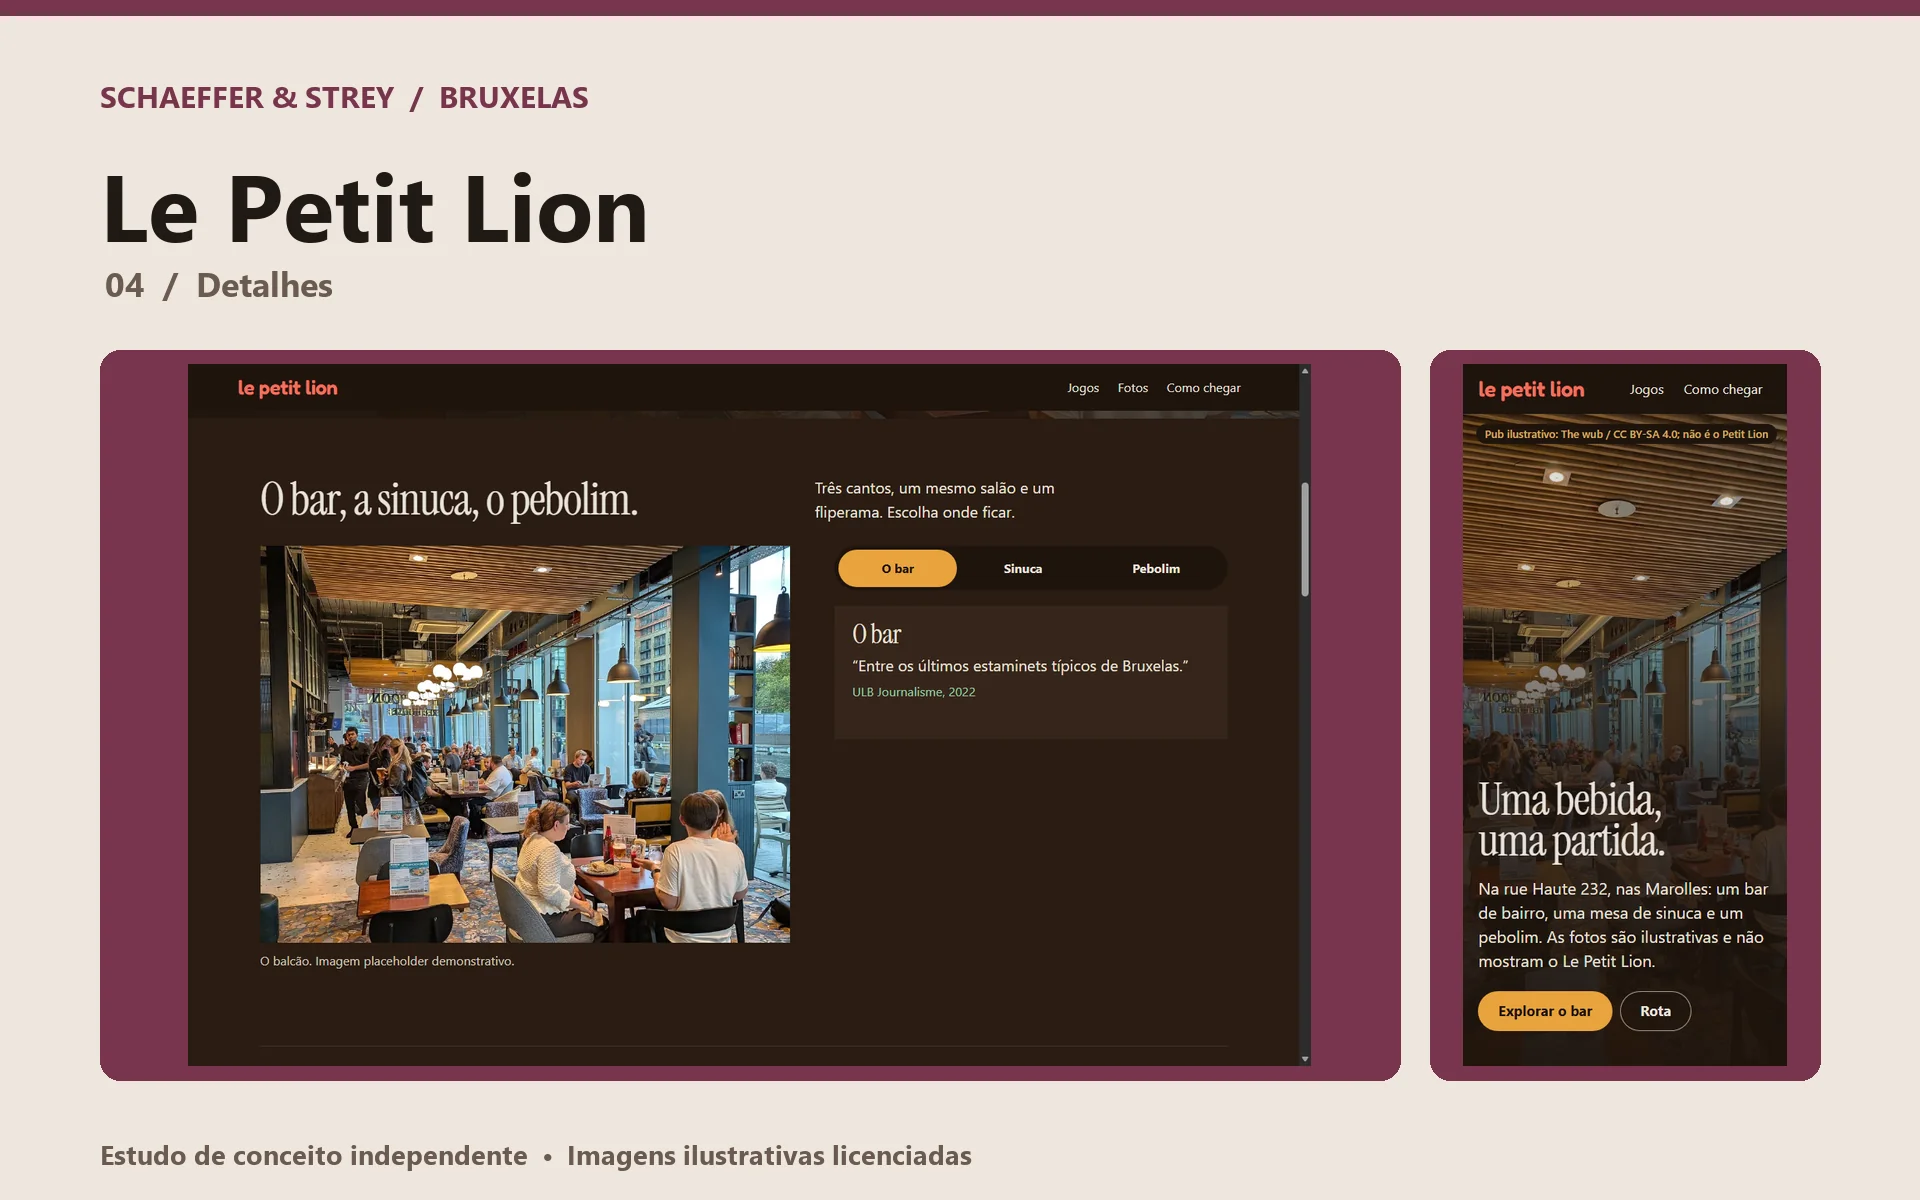 SCHAEFFER & STREY / BRUXELAS
Le Petit Lion
04 / Detalhes
le petit lion
Jogos Fotos Como chegar
O bar, a sinuca, o pebolim.
Três cantos, um mesmo salão e um
fliperama. Escolha onde ficar.
O bar Sinuca Pebolim
O bar
“Entre os últimos estaminets típicos de Bruxelas.”
ULB Journalisme, 2022
O balcão. Imagem placeholder demonstrativo.
le petit lion
Jogos Como chegar
Pub ilustrativo: The wub / CC BY-SA 4.0; não é o Petit Lion
Uma bebida,
uma partida.
Na rue Haute 232, nas Marolles: um bar
de bairro, uma mesa de sinuca e um
pebolim. As fotos são ilustrativas e não
mostram o Le Petit Lion.
Explorar o bar Rota
Estudo de conceito independente • Imagens ilustrativas licenciadas